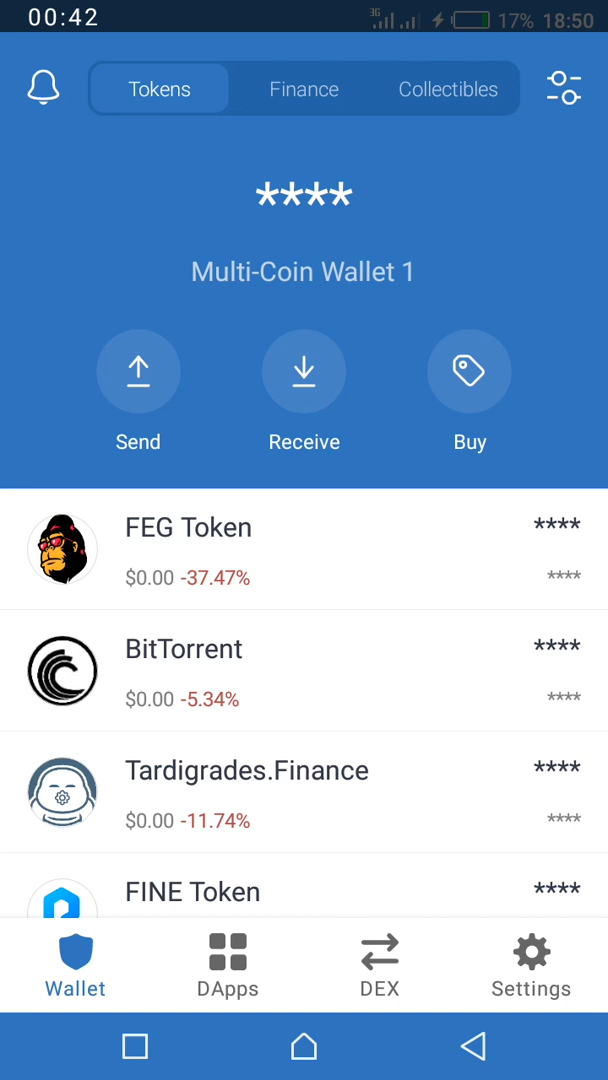 00:42 3G 17% 18:50
Tokens Finance Collectibles
****
Multi-Coin Wallet 1
Send Receive Buy
FEG Token ****
$0.00 -37.47% ****
BitTorrent ****
$0.00 -5.34% ****
Tardigrades.Finance ****
$0.00 -11.74% ****
FINE Token ****
Wallet DApps DEX Settings